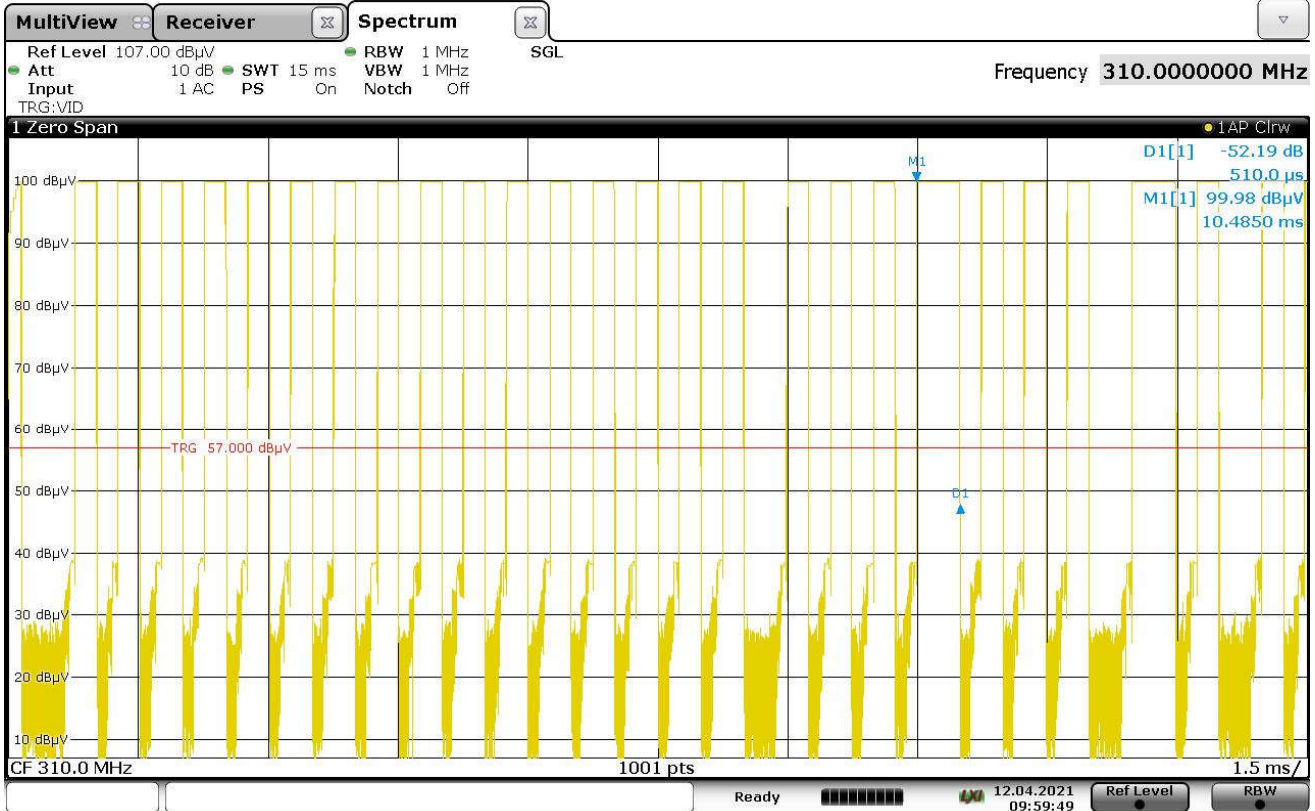 MultiView Receiver Spectrum
Ref Level 107.00 dBµV RBW 1 MHz SGL
Att 10 dB SWT 15 ms VBW 1 MHz
Input 1 AC PS On Notch Off
TRG:VID
Frequency 310.0000000 MHz
1 Zero Span 1AP Clrw
D1[1] -52.19 dB
510.0 µs
M1[1] 99.98 dBµV
10.4850 ms
M1
100 dBµV
90 dBµV
80 dBµV
70 dBµV
60 dBµV
TRG 57.000 dBµV
50 dBµV
D1
40 dBµV
30 dBµV
20 dBµV
10 dBµV
CF 310.0 MHz 1001 pts 1.5 ms/
Ready LXI 12.04.2021 Ref Level RBW
09:59:49